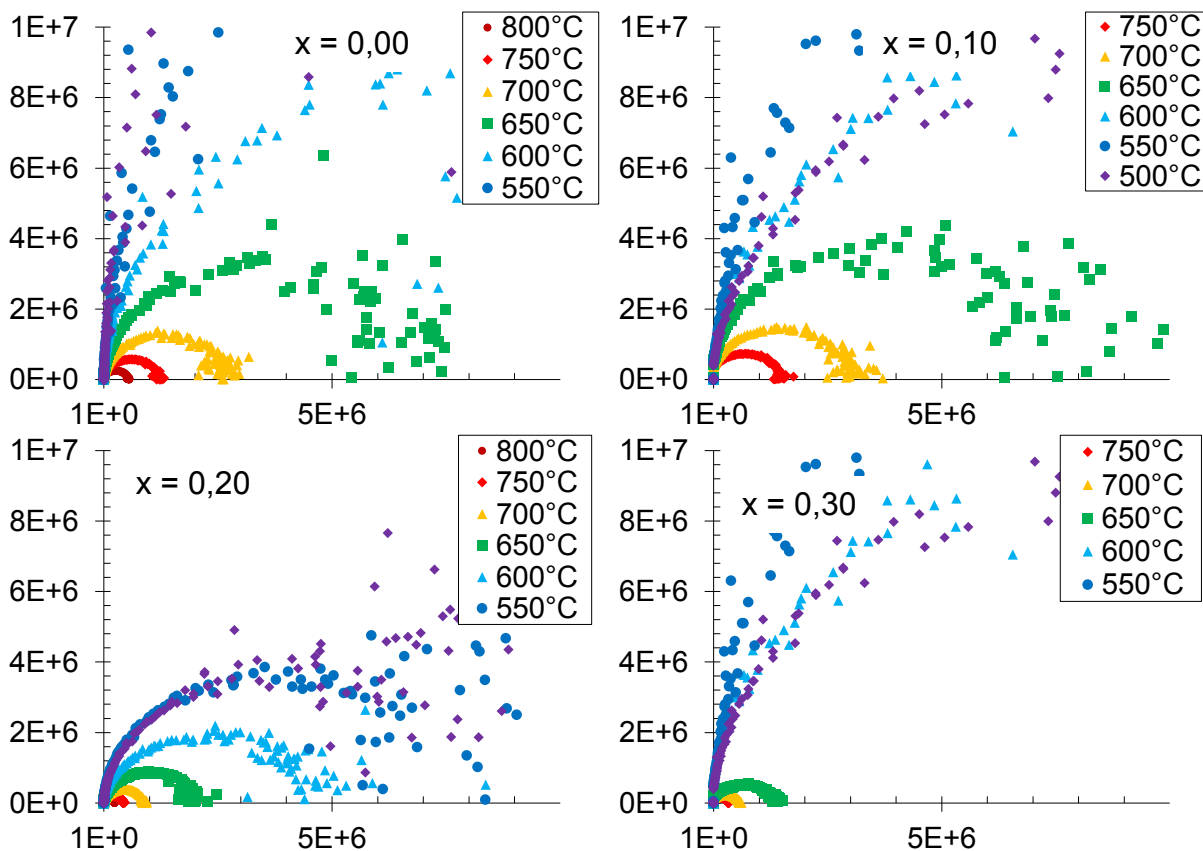 1E+7
8E+6
6E+6
4E+6
2E+6
0E+0
1E+0
5E+6
x = 0,00
800°C
750°C
700°C
650°C
600°C
550°C
1E+7
8E+6
6E+6
4E+6
2E+6
0E+0
1E+0
5E+6
x = 0,10
750°C
700°C
650°C
600°C
550°C
500°C
1E+7
8E+6
6E+6
4E+6
2E+6
0E+0
1E+0
5E+6
x = 0,20
800°C
750°C
700°C
650°C
600°C
550°C
1E+7
8E+6
6E+6
4E+6
2E+6
0E+0
1E+0
5E+6
x = 0,30
750°C
700°C
650°C
600°C
550°C